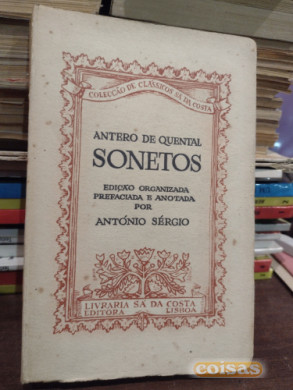 COLECÇÃO DE CLÁSSICOS SÁ DA COSTA
ANTERO DE QUENTAL
SONETOS
EDIÇÃO ORGANIZADA
PREFACIADA E ANOTADA
POR
ANTÓNIO SÉRGIO
LIVRARIA SÁ DA COSTA
EDITORA LISBOA
coisas